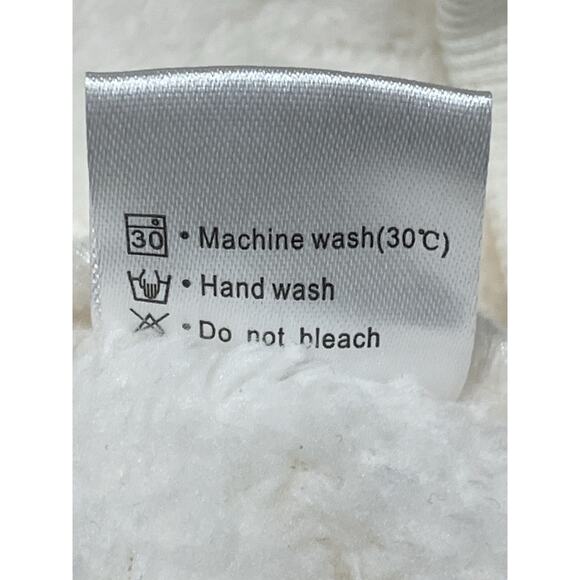 30 • Machine wash(30℃)
• Hand wash
• Do not bleach